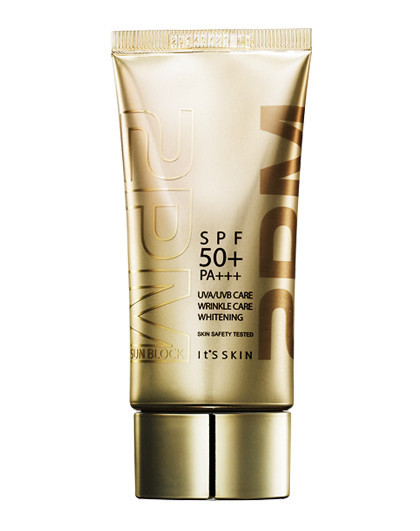 2PM
SUN BLOCK
SPF
50+
PA+++
UVA/UVB CARE
WRINKLE CARE
WHITENING
SKIN SAFETY TESTED
It'S SKIN
2PM